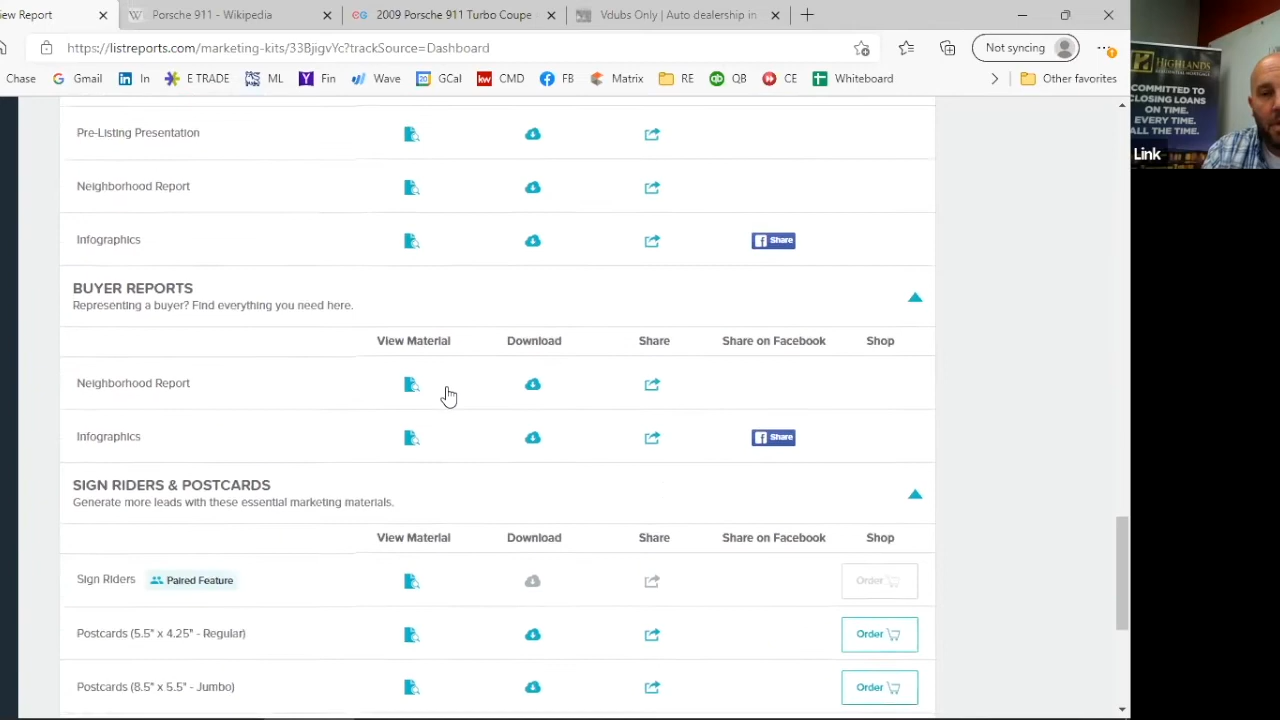 iew Report
Porsche 911 - Wikipedia
2009 Porsche 911 Turbo Coupe
Vdubs Only | Auto dealership in
https://listreports.com/marketing-kits/33BjigvYc?trackSource=Dashboard
Not syncing
Chase Gmail In E TRADE ML Fin Wave GCal CMD FB Matrix RE QB CE Whiteboard Other favorites
HIGHLANDS
RESIDENTIAL MORTGAGE
COMMITTED TO
CLOSING LOANS
ON TIME.
EVERY TIME.
ALL THE TIME.
Link
Pre-Listing Presentation
Neighborhood Report
Infographics Share
BUYER REPORTS
Representing a buyer? Find everything you need here.
View Material Download Share Share on Facebook Shop
Neighborhood Report
Infographics Share
SIGN RIDERS & POSTCARDS
Generate more leads with these essential marketing materials.
View Material Download Share Share on Facebook Shop
Sign Riders Paired Feature Order
Postcards (5.5" x 4.25" - Regular) Order
Postcards (8.5" x 5.5" - Jumbo) Order